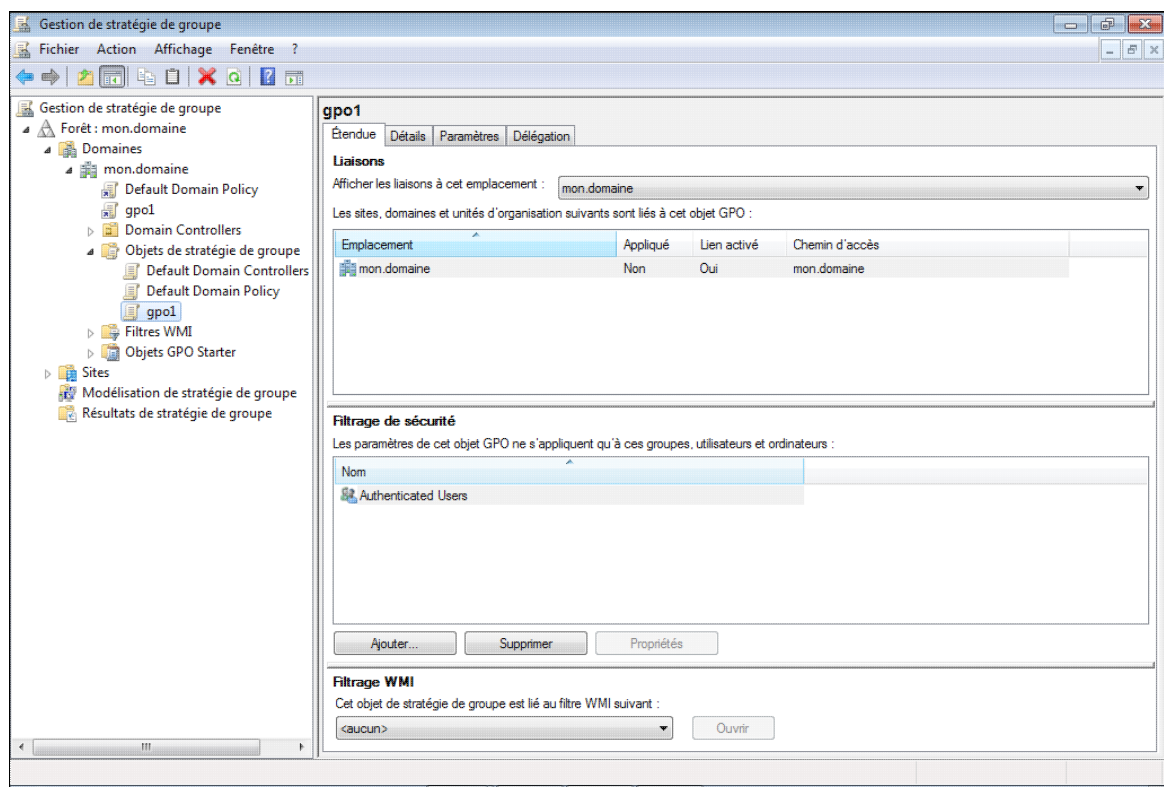 Gestion de stratégie de groupe
Fichier Action Affichage Fenêtre ?
Gestion de stratégie de groupe
Forêt : mon.domaine
Domaines
mon.domaine
Default Domain Policy
gpo1
Domain Controllers
Objets de stratégie de groupe
Default Domain Controllers
Default Domain Policy
gpo1
Filtres WMI
Objets GPO Starter
Sites
Modélisation de stratégie de groupe
Résultats de stratégie de groupe
gpo1
Étendue Détails Paramètres Délégation
Liaisons
Afficher les liaisons à cet emplacement : mon.domaine
Les sites, domaines et unités d'organisation suivants sont liés à cet objet GPO :
Emplacement Appliqué Lien activé Chemin d'accès
mon.domaine Non Oui mon.domaine
Filtrage de sécurité
Les paramètres de cet objet GPO ne s'appliquent qu'à ces groupes, utilisateurs et ordinateurs :
Nom
Authenticated Users
Ajouter... Supprimer Propriétés
Filtrage WMI
Cet objet de stratégie de groupe est lié au filtre WMI suivant :
<aucun> Ouvrir